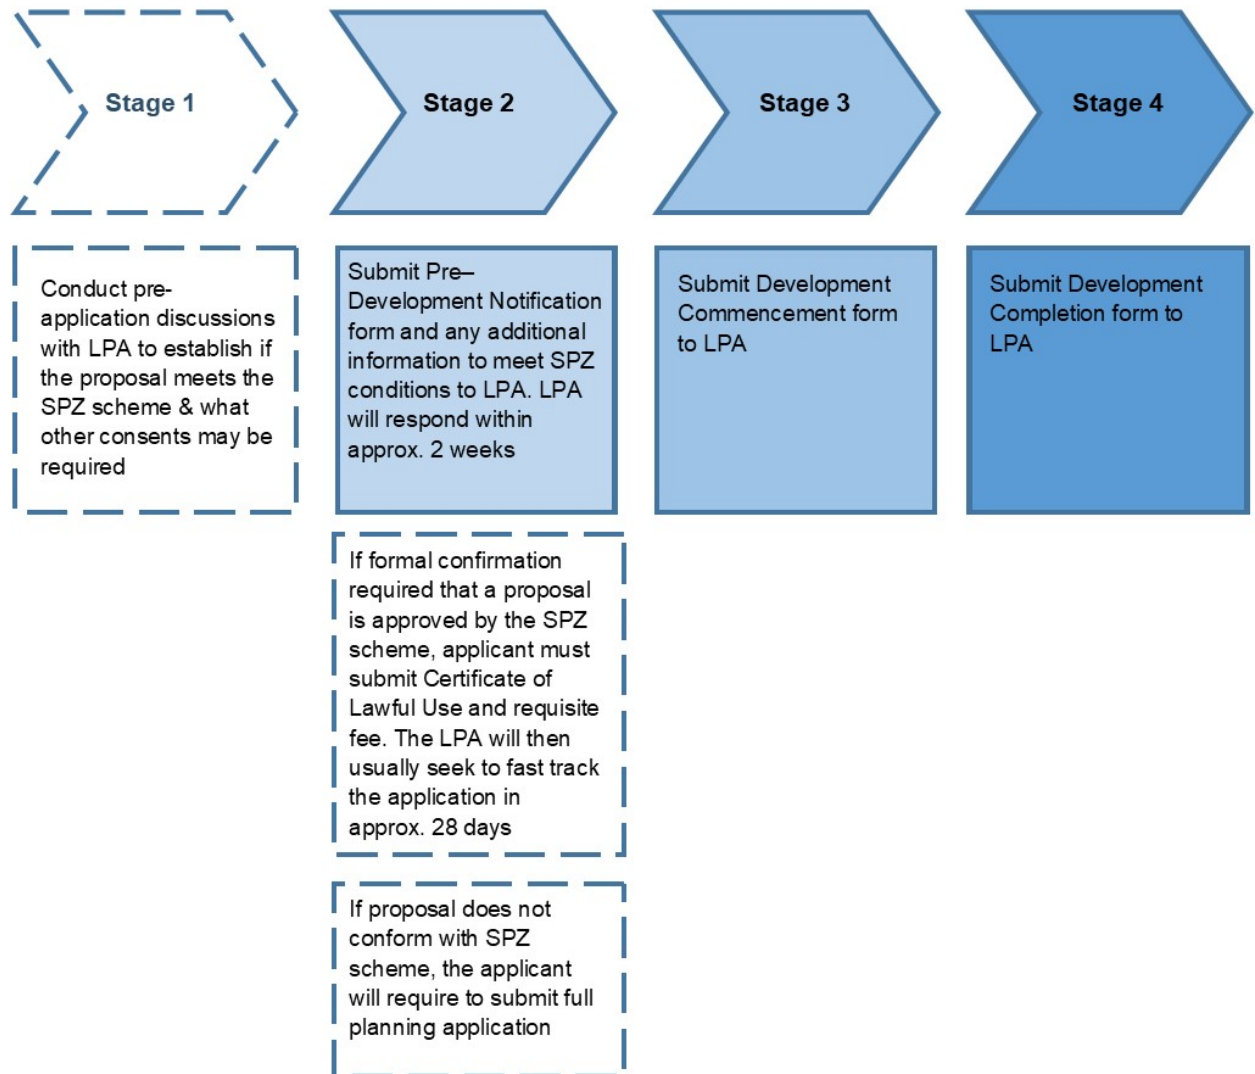 Stage 1
Stage 2
Stage 3
Stage 4
Conduct pre-
application discussions
with LPA to establish if
the proposal meets the
SPZ scheme & what
other consents may be
required
Submit Pre–
Development Notification
form and any additional
information to meet SPZ
conditions to LPA. LPA
will respond within
approx. 2 weeks
If formal confirmation
required that a proposal
is approved by the SPZ
scheme, applicant must
submit Certificate of
Lawful Use and requisite
fee. The LPA will then
usually seek to fast track
the application in
approx. 28 days
If proposal does not
conform with SPZ
scheme, the applicant
will require to submit full
planning application
Submit Development
Commencement form
to LPA
Submit Development
Completion form to
LPA